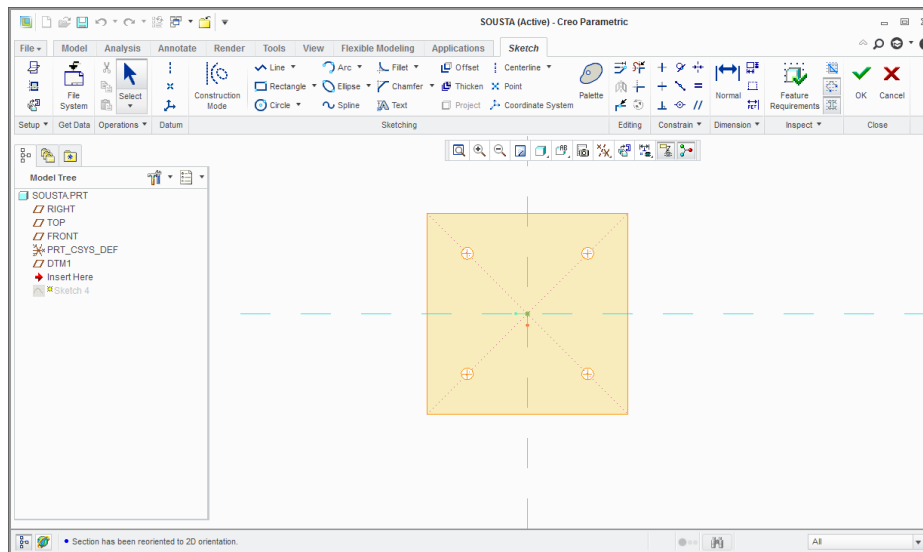 SOUSTA (Active) - Creo Parametric
File Model Analysis Annotate Render Tools View Flexible Modeling Applications Sketch
File System
Select
Construction Mode
Line Arc Fillet Offset Centerline
Rectangle Ellipse Chamfer Thicken Point
Circle Spline Text Project Coordinate System
Palette
Normal
Feature Requirements
OK Cancel
Setup Get Data Operations Datum Sketching Editing Constrain Dimension Inspect Close
Model Tree
SOUSTA.PRT
RIGHT
TOP
FRONT
PRT_CSYS_DEF
DTM1
Insert Here
Sketch 4
Section has been reoriented to 2D orientation.
All